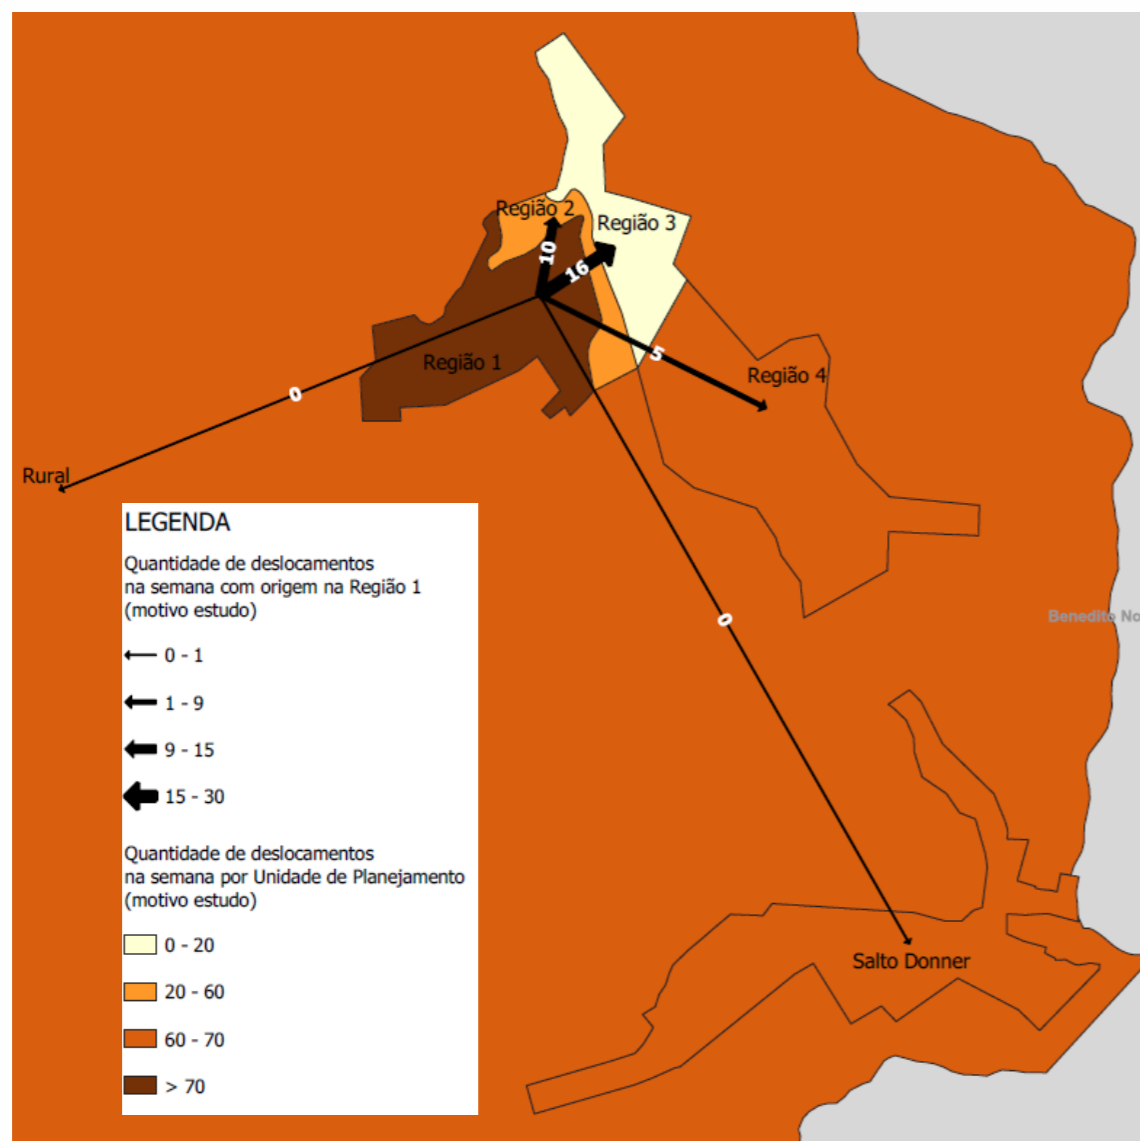 Região 2
Região 3
10
16
Região 1
5
Região 4
0
Rural
LEGENDA
Quantidade de deslocamentos
na semana com origem na Região 1
(motivo estudo)
0 - 1
1 - 9
9 - 15
15 - 30
Quantidade de deslocamentos
na semana por Unidade de Planejamento
(motivo estudo)
0 - 20
20 - 60
60 - 70
> 70
0
Benedito No
Salto Donner